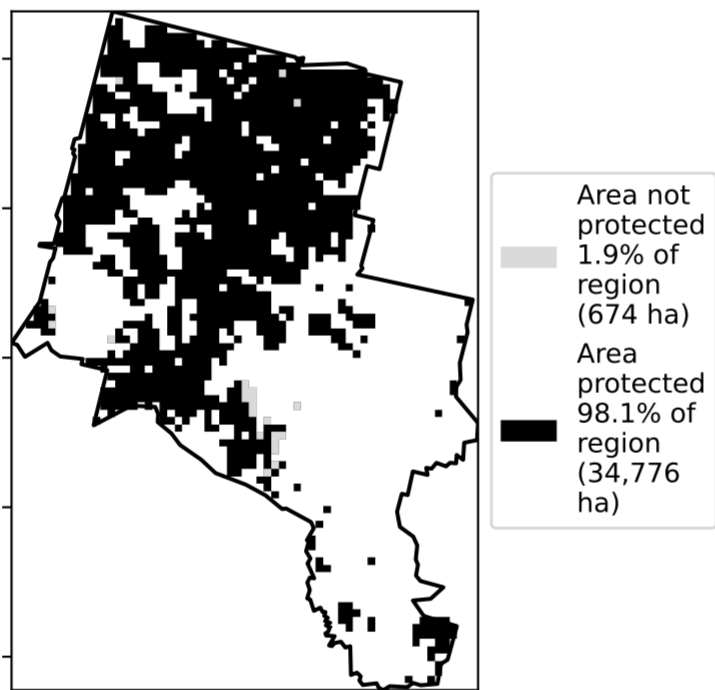 Area not
protected
1.9% of
region
(674 ha)
Area
protected
98.1% of
region
(34,776
ha)